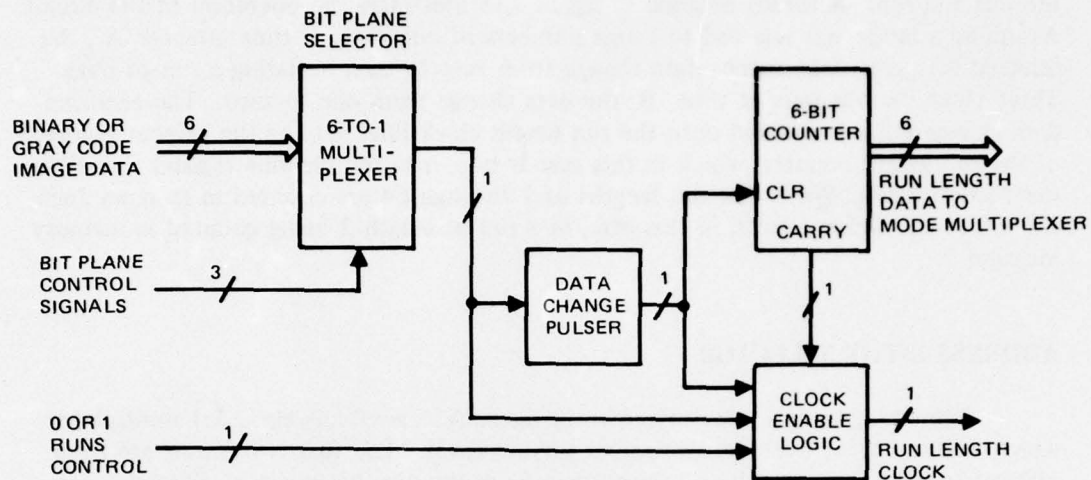 BIT PLANE
SELECTOR
BINARY OR
GRAY CODE
IMAGE DATA
6
6-TO-1
MULTI-
PLEXER
BIT PLANE
CONTROL
SIGNALS
3
DATA
CHANGE
PULSER
1
6-BIT
COUNTER
CLR
CARRY
6
RUN LENGTH
DATA TO
MODE MULTIPLEXER
1
0 OR 1
RUNS
CONTROL
1
CLOCK
ENABLE
LOGIC
1
RUN LENGTH
CLOCK